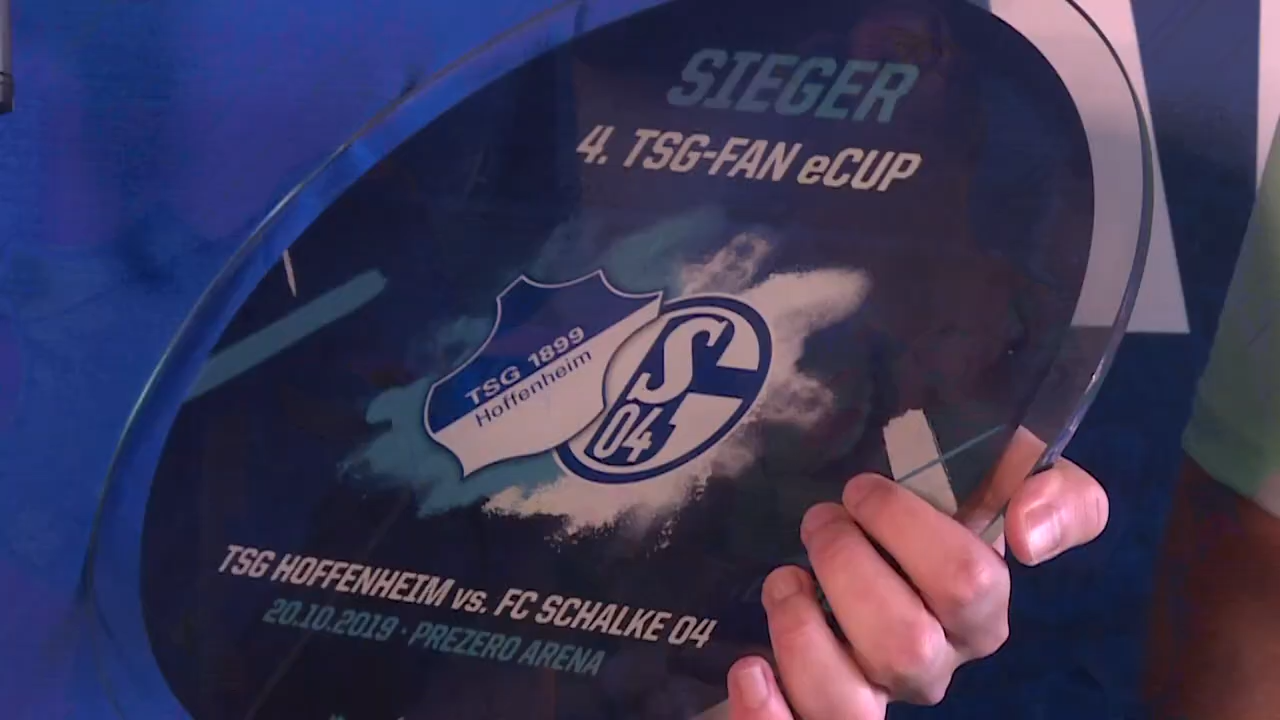 SIEGER
4. TSG-FAN eCUP
TSG 1899
Hoffenheim
S
04
TSG HOFFENHEIM vs. FC SCHALKE 04
20.10.2019 · PREZERO ARENA